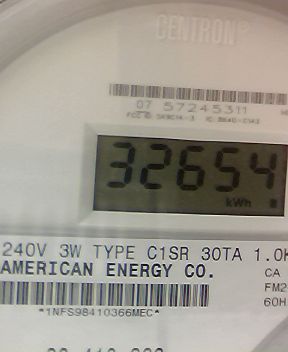 CENTRON®
07 57245311
32654
kWh
240V 3W TYPE C1SR 30TA 1.0K
AMERICAN ENERGY CO.
CA
FM2
60H
*1NFS98410366MEC*